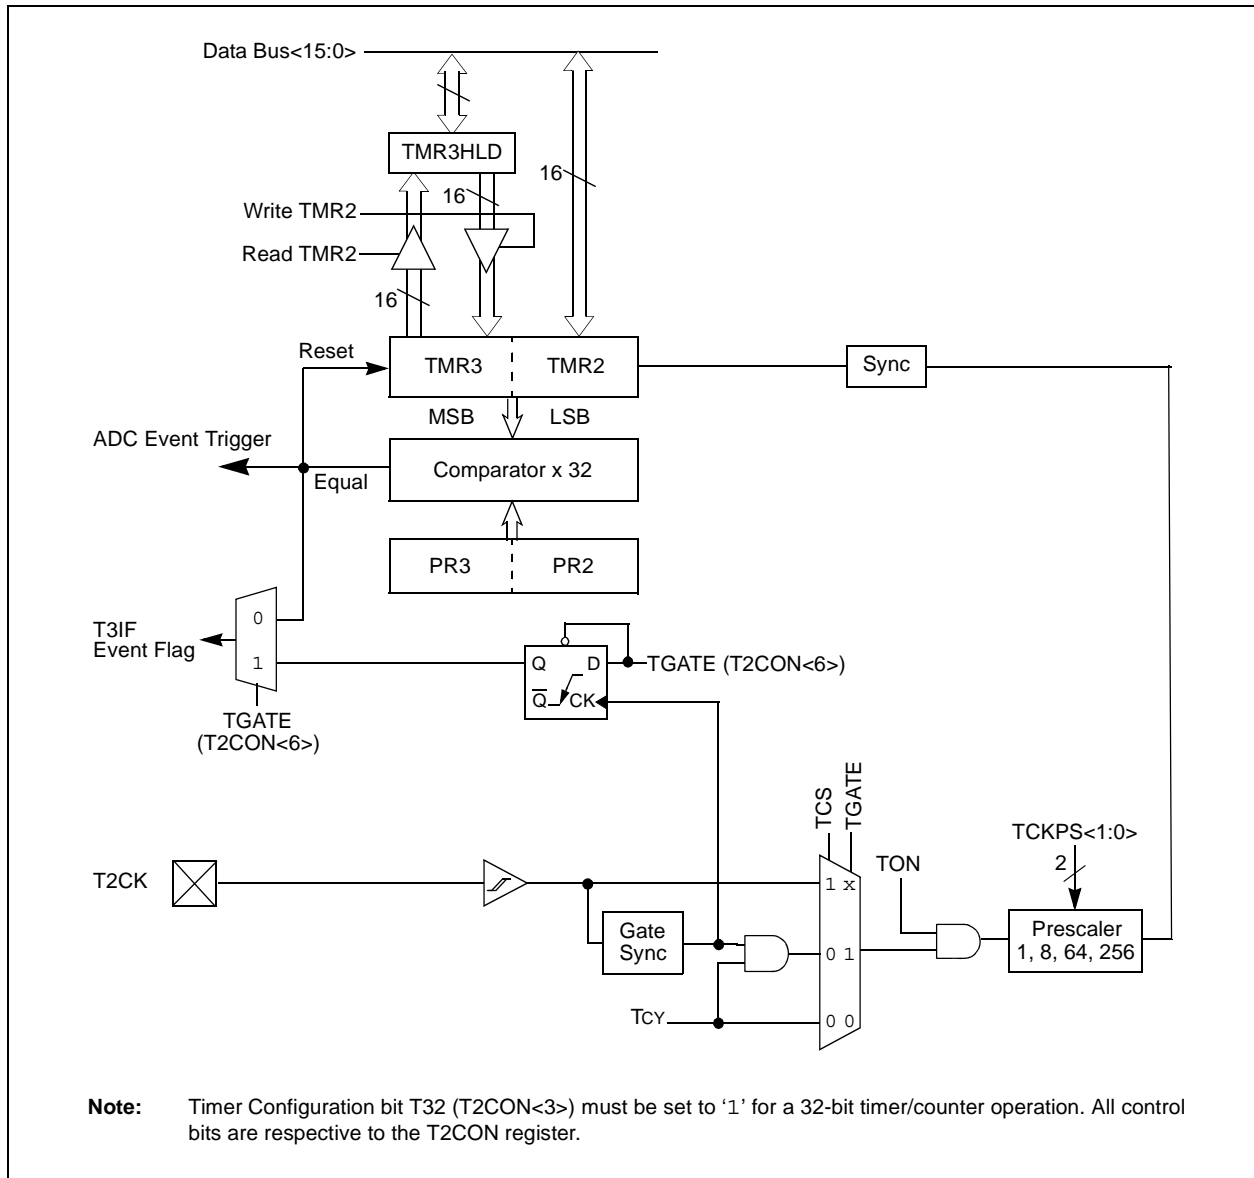 Data Bus<15:0>
TMR3HLD
16
16
Write TMR2
Read TMR2
16
Reset
TMR3
TMR2
Sync
MSB
LSB
ADC Event Trigger
Equal
Comparator x 32
PR3
PR2
0
T3IF
Event Flag
1
Q
D
TGATE (T2CON<6>)
Q
CK
TGATE
(T2CON<6>)
TCS
TGATE
TCKPS<1:0>
2
TON
T2CK
1 x
Gate
Sync
0 1
Prescaler
1, 8, 64, 256
TCY
0 0
Note: Timer Configuration bit T32 (T2CON<3>) must be set to ‘1’ for a 32-bit timer/counter operation. All control
bits are respective to the T2CON register.